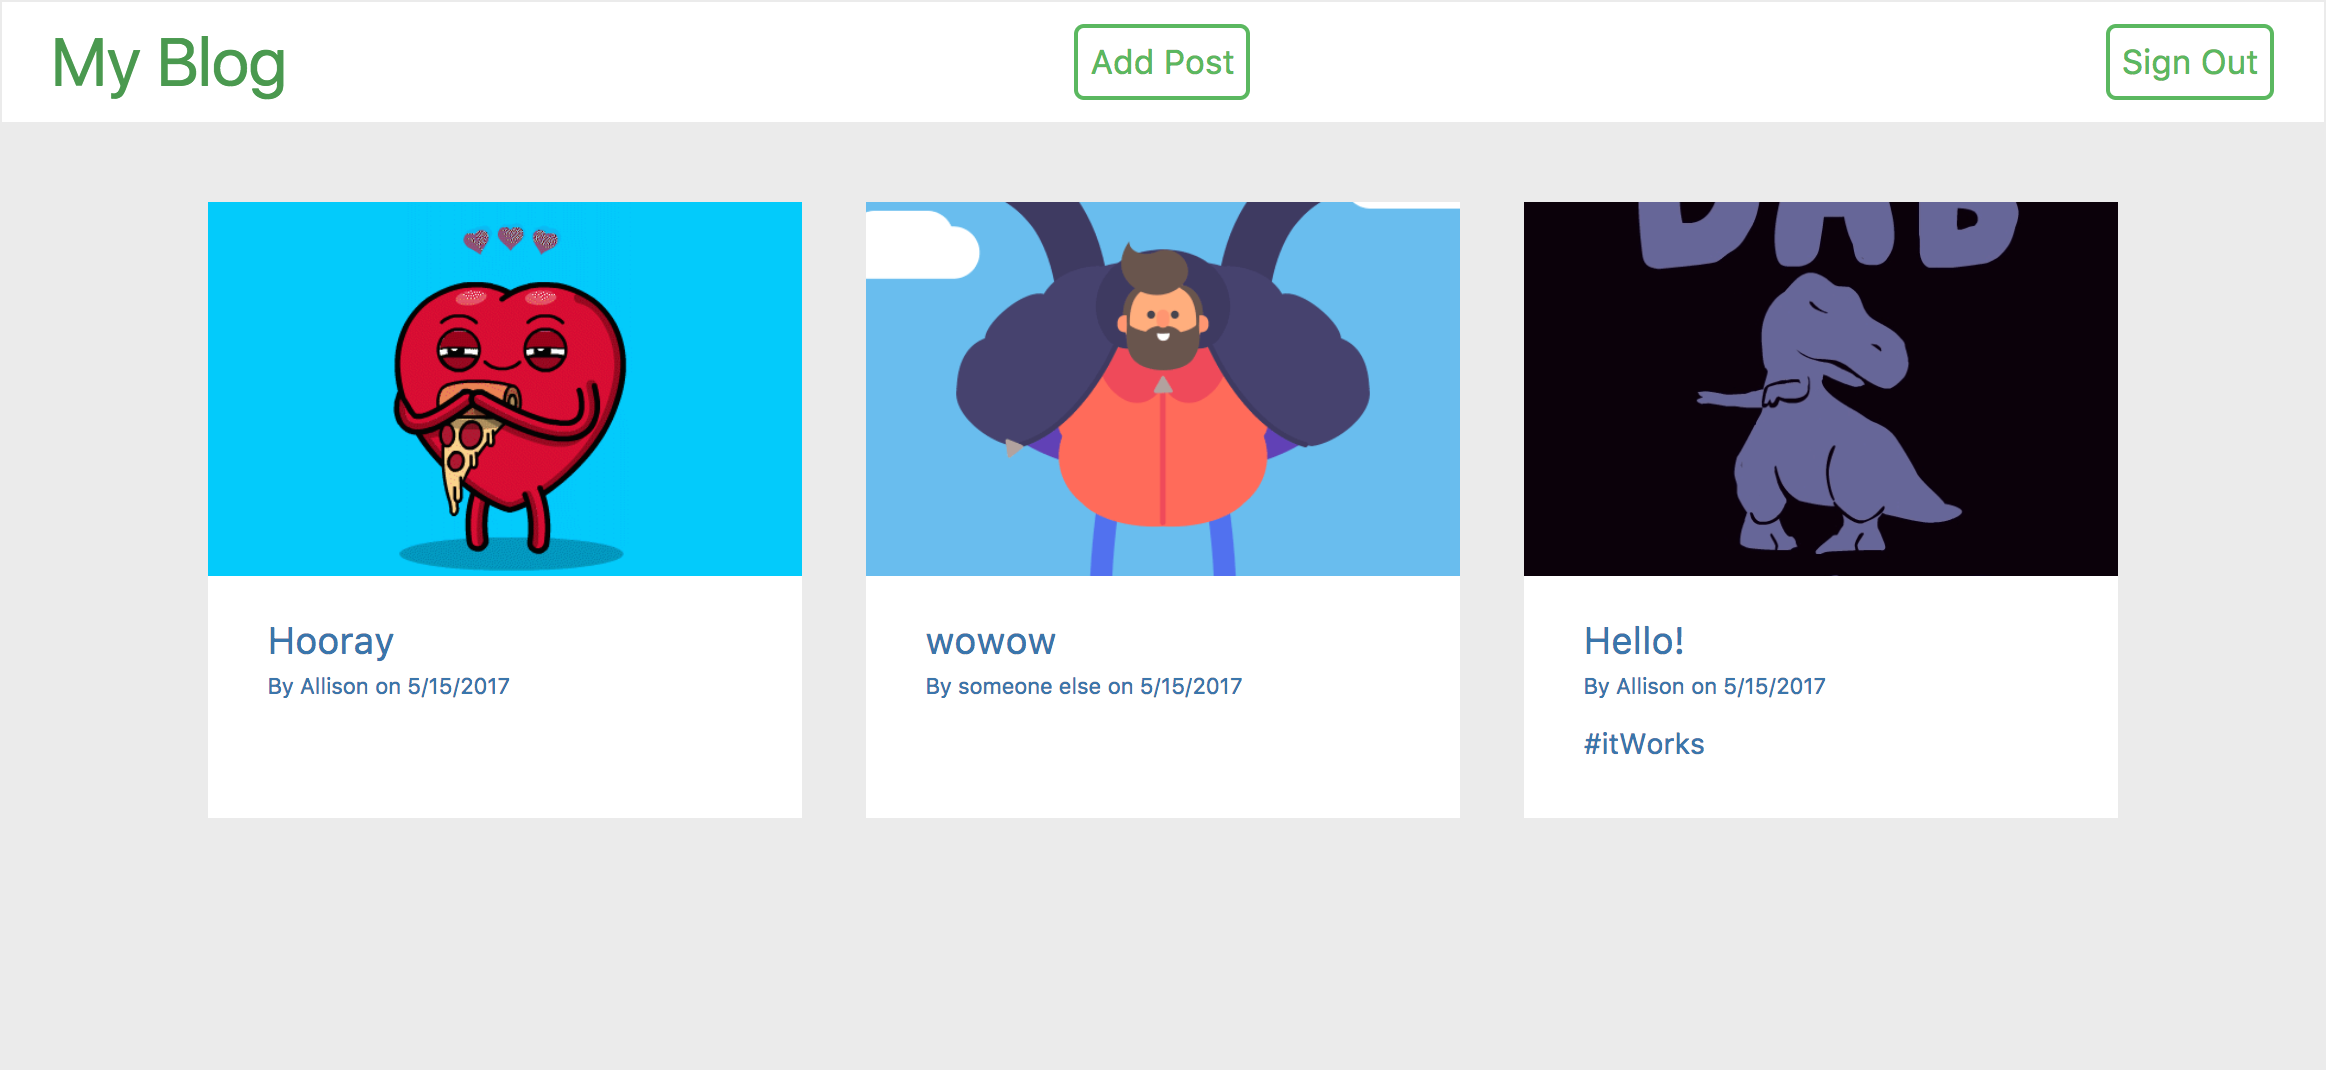 My Blog
Add Post
Sign Out
DAB
Hooray
By Allison on 5/15/2017
wowow
By someone else on 5/15/2017
Hello!
By Allison on 5/15/2017
#itWorks